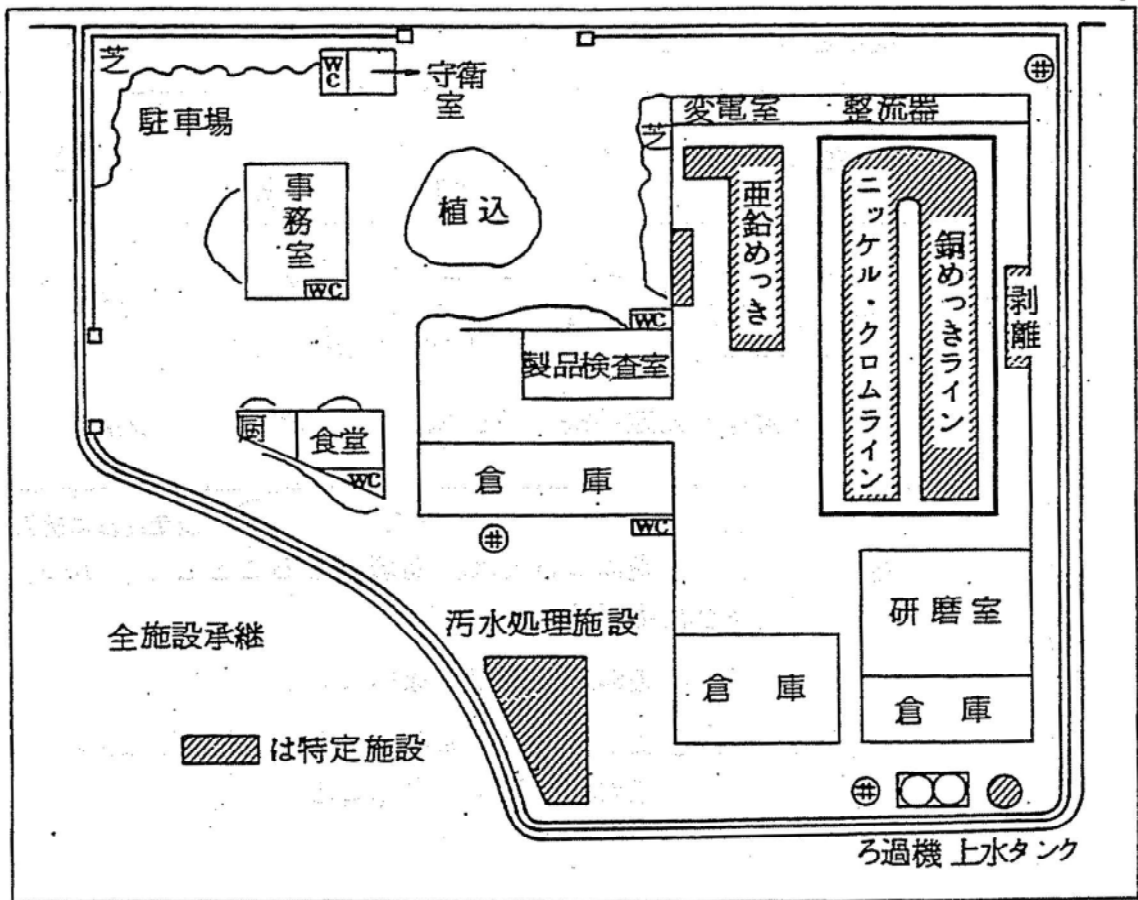 芝
WC
守衛室
駐車場
事務室
WC
植込
変電室
整流器
芝
亜鉛めっき
ニッケル・クロムライン
銅めっきライン
剥離
WC
製品検査室
厨
食堂
WC
倉庫
WC
井
井
汚水処理施設
全施設承継
は特定施設
倉庫
研磨室
倉庫
井
ろ過機
上水タンク